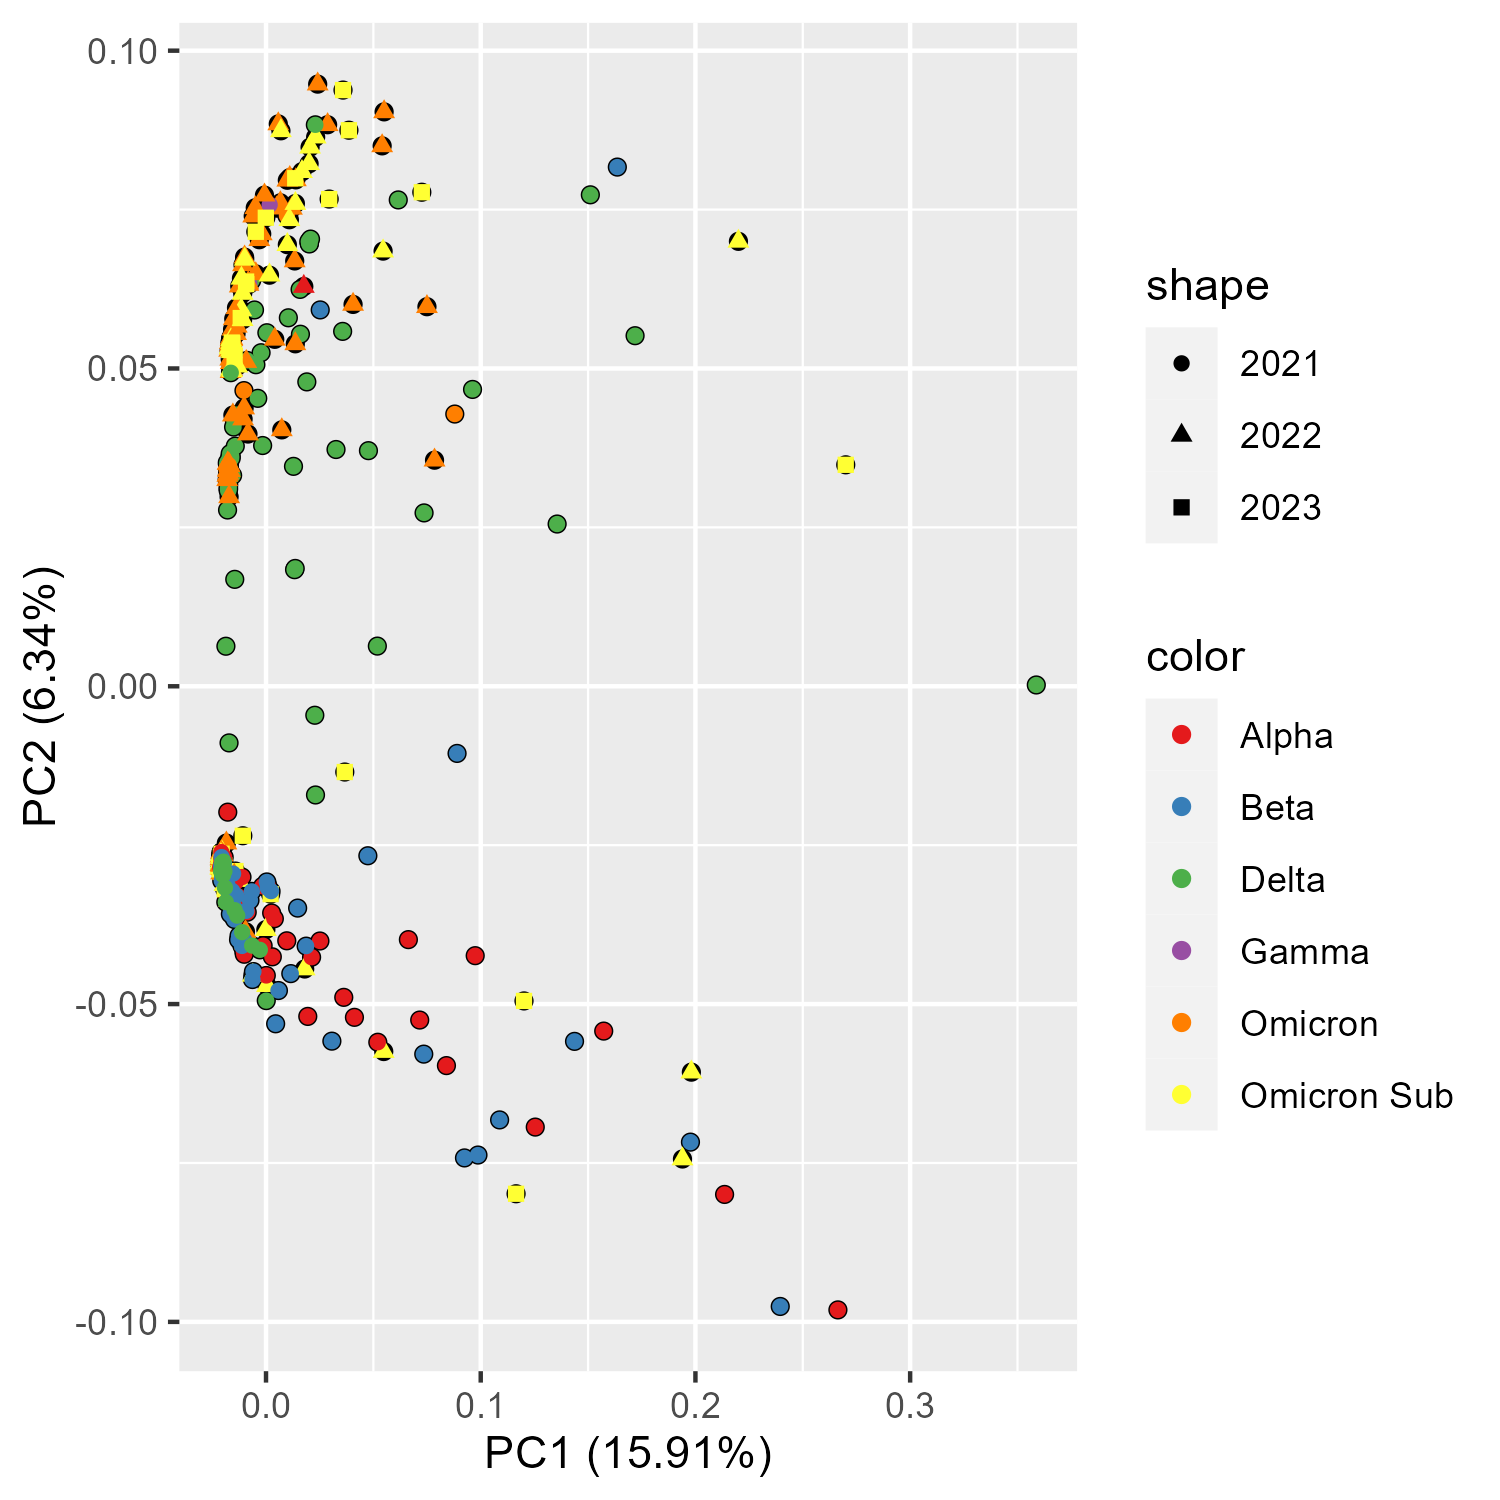 0.10
0.05
0.00
-0.05
-0.10
PC2 (6.34%)
0.0 0.1 0.2 0.3
PC1 (15.91%)
shape
2021
2022
2023
color
Alpha
Beta
Delta
Gamma
Omicron
Omicron Sub